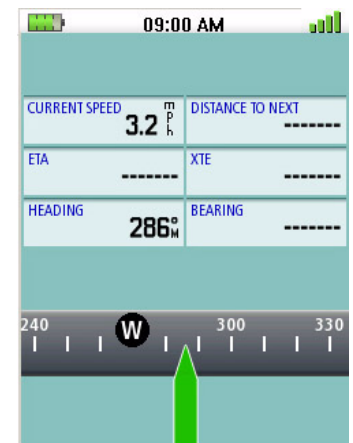 09:00 AM
CURRENT SPEED 3.2 mph DISTANCE TO NEXT -------
ETA ------- XTE -------
HEADING 286°M BEARING -------
240 W 300 330